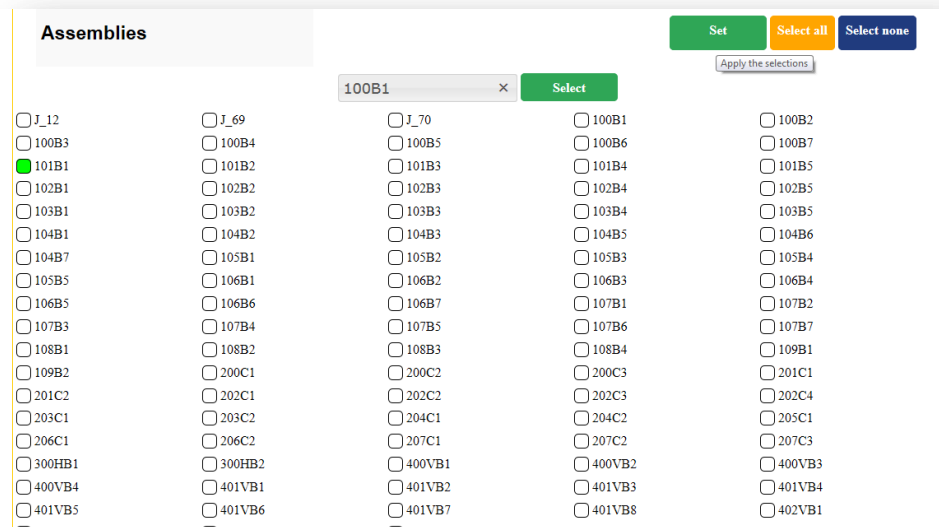 Assemblies Set Select all Select none
Apply the selections
100B1 × Select
J_12 J_69 J_70 100B1 100B2
100B3 100B4 100B5 100B6 100B7
101B1 101B2 101B3 101B4 101B5
102B1 102B2 102B3 102B4 102B5
103B1 103B2 103B3 103B4 103B5
104B1 104B2 104B3 104B5 104B6
104B7 105B1 105B2 105B3 105B4
105B5 106B1 106B2 106B3 106B4
106B5 106B6 106B7 107B1 107B2
107B3 107B4 107B5 107B6 107B7
108B1 108B2 108B3 108B4 109B1
109B2 200C1 200C2 200C3 201C1
201C2 202C1 202C2 202C3 202C4
203C1 203C2 204C1 204C2 205C1
206C1 206C2 207C1 207C2 207C3
300HB1 300HB2 400VB1 400VB2 400VB3
400VB4 401VB1 401VB2 401VB3 401VB4
401VB5 401VB6 401VB7 401VB8 402VB1